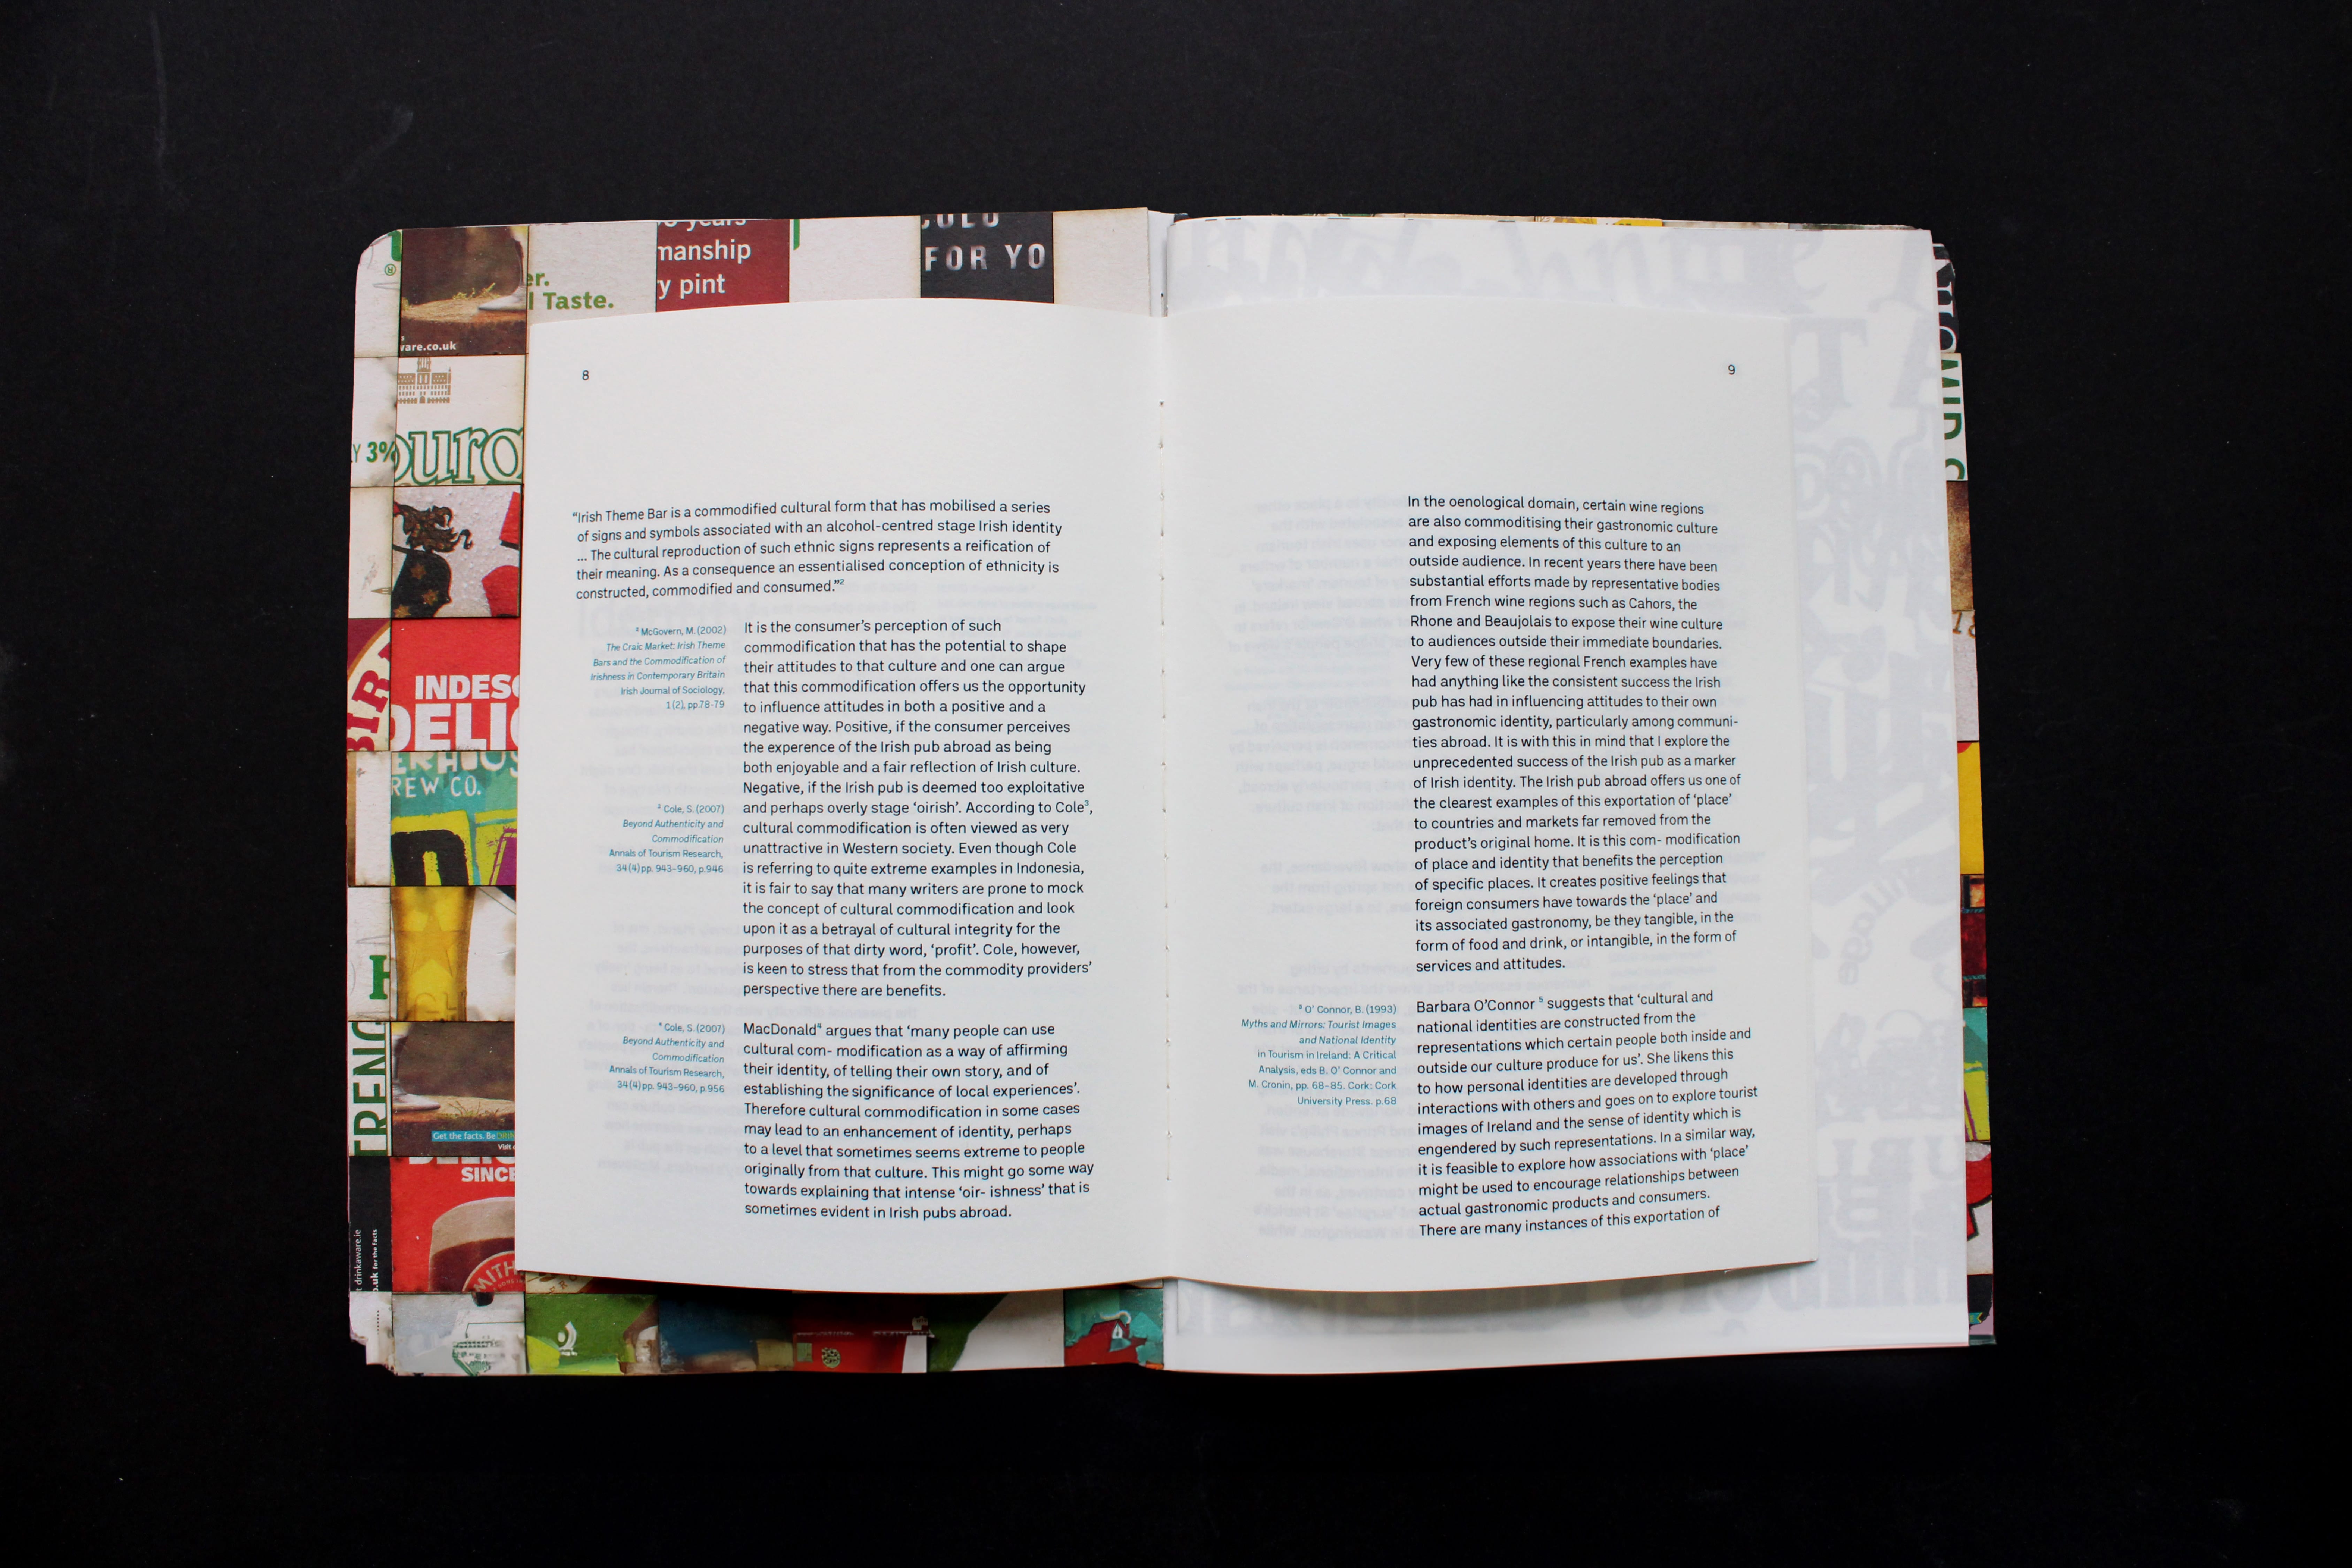 years
manship
y pint
FOR YO
er.
l Taste.
ware.co.uk
Y 3%
ouro
BIR
INDES
DELI
REW CO.
H
TRENG
Get the facts. Be DRIN
Visit
SINCE
SMITH
drinkaware.ie
.uk for the facts
8
“Irish Theme Bar is a commodified cultural form that has mobilised a series
of signs and symbols associated with an alcohol-centred stage Irish identity
... The cultural reproduction of such ethnic signs represents a reification of
their meaning. As a consequence an essentialised conception of ethnicity is
constructed, commodified and consumed.”²
² McGovern, M. (2002)
The Craic Market: Irish Theme
Bars and the Commodification of
Irishness in Contemporary Britain
Irish Journal of Sociology,
1 (2), pp.78-79
It is the consumer’s perception of such
commodification that has the potential to shape
their attitudes to that culture and one can argue
that this commodification offers us the opportunity
to influence attitudes in both a positive and a
negative way. Positive, if the consumer perceives
the experence of the Irish pub abroad as being
both enjoyable and a fair reflection of Irish culture.
Negative, if the Irish pub is deemed too exploitative
and perhaps overly stage ‘oirish’. According to Cole³,
cultural commodification is often viewed as very
unattractive in Western society. Even though Cole
is referring to quite extreme examples in Indonesia,
it is fair to say that many writers are prone to mock
the concept of cultural commodification and look
upon it as a betrayal of cultural integrity for the
purposes of that dirty word, ‘profit’. Cole, however,
is keen to stress that from the commodity providers’
perspective there are benefits.
Cole, S. (2007)
Beyond Authenticity and
Commodification
Annals of Tourism Research,
34(4) pp. 943-960, p.946
MacDonald⁴ argues that ‘many people can use
cultural com- modification as a way of affirming
their identity, of telling their own story, and of
establishing the significance of local experiences’.
Therefore cultural commodification in some cases
may lead to an enhancement of identity, perhaps
to a level that sometimes seems extreme to people
originally from that culture. This might go some way
towards explaining that intense ‘oir- ishness’ that is
sometimes evident in Irish pubs abroad.
⁴ Cole, S. (2007)
Beyond Authenticity and
Commodification
Annals of Tourism Research,
34(4) pp. 943-960, p.956
9
In the oenological domain, certain wine regions
are also commoditising their gastronomic culture
and exposing elements of this culture to an
outside audience. In recent years there have been
substantial efforts made by representative bodies
from French wine regions such as Cahors, the
Rhone and Beaujolais to expose their wine culture
to audiences outside their immediate boundaries.
Very few of these regional French examples have
had anything like the consistent success the Irish
pub has had in influencing attitudes to their own
gastronomic identity, particularly among communi-
ties abroad. It is with this in mind that I explore the
unprecedented success of the Irish pub as a marker
of Irish identity. The Irish pub abroad offers us one of
the clearest examples of this exportation of ‘place’
to countries and markets far removed from the
product’s original home. It is this com- modification
of place and identity that benefits the perception
of specific places. It creates positive feelings that
foreign consumers have towards the ‘place’ and
its associated gastronomy, be they tangible, in the
form of food and drink, or intangible, in the form of
services and attitudes.
Barbara O’Connor ⁵ suggests that ‘cultural and
national identities are constructed from the
representations which certain people both inside and
outside our culture produce for us’. She likens this
to how personal identities are developed through
interactions with others and goes on to explore tourist
images of Ireland and the sense of identity which is
engendered by such representations. In a similar way,
it is feasible to explore how associations with ‘place’
might be used to encourage relationships between
actual gastronomic products and consumers.
There are many instances of this exportation of
⁵ O' Connor, B. (1993)
Myths and Mirrors: Tourist Images
and National Identity
in Tourism in Ireland: A Critical
Analysis, eds B. O' Connor and
M. Cronin, pp. 68-85. Cork: Cork
University Press. p.68